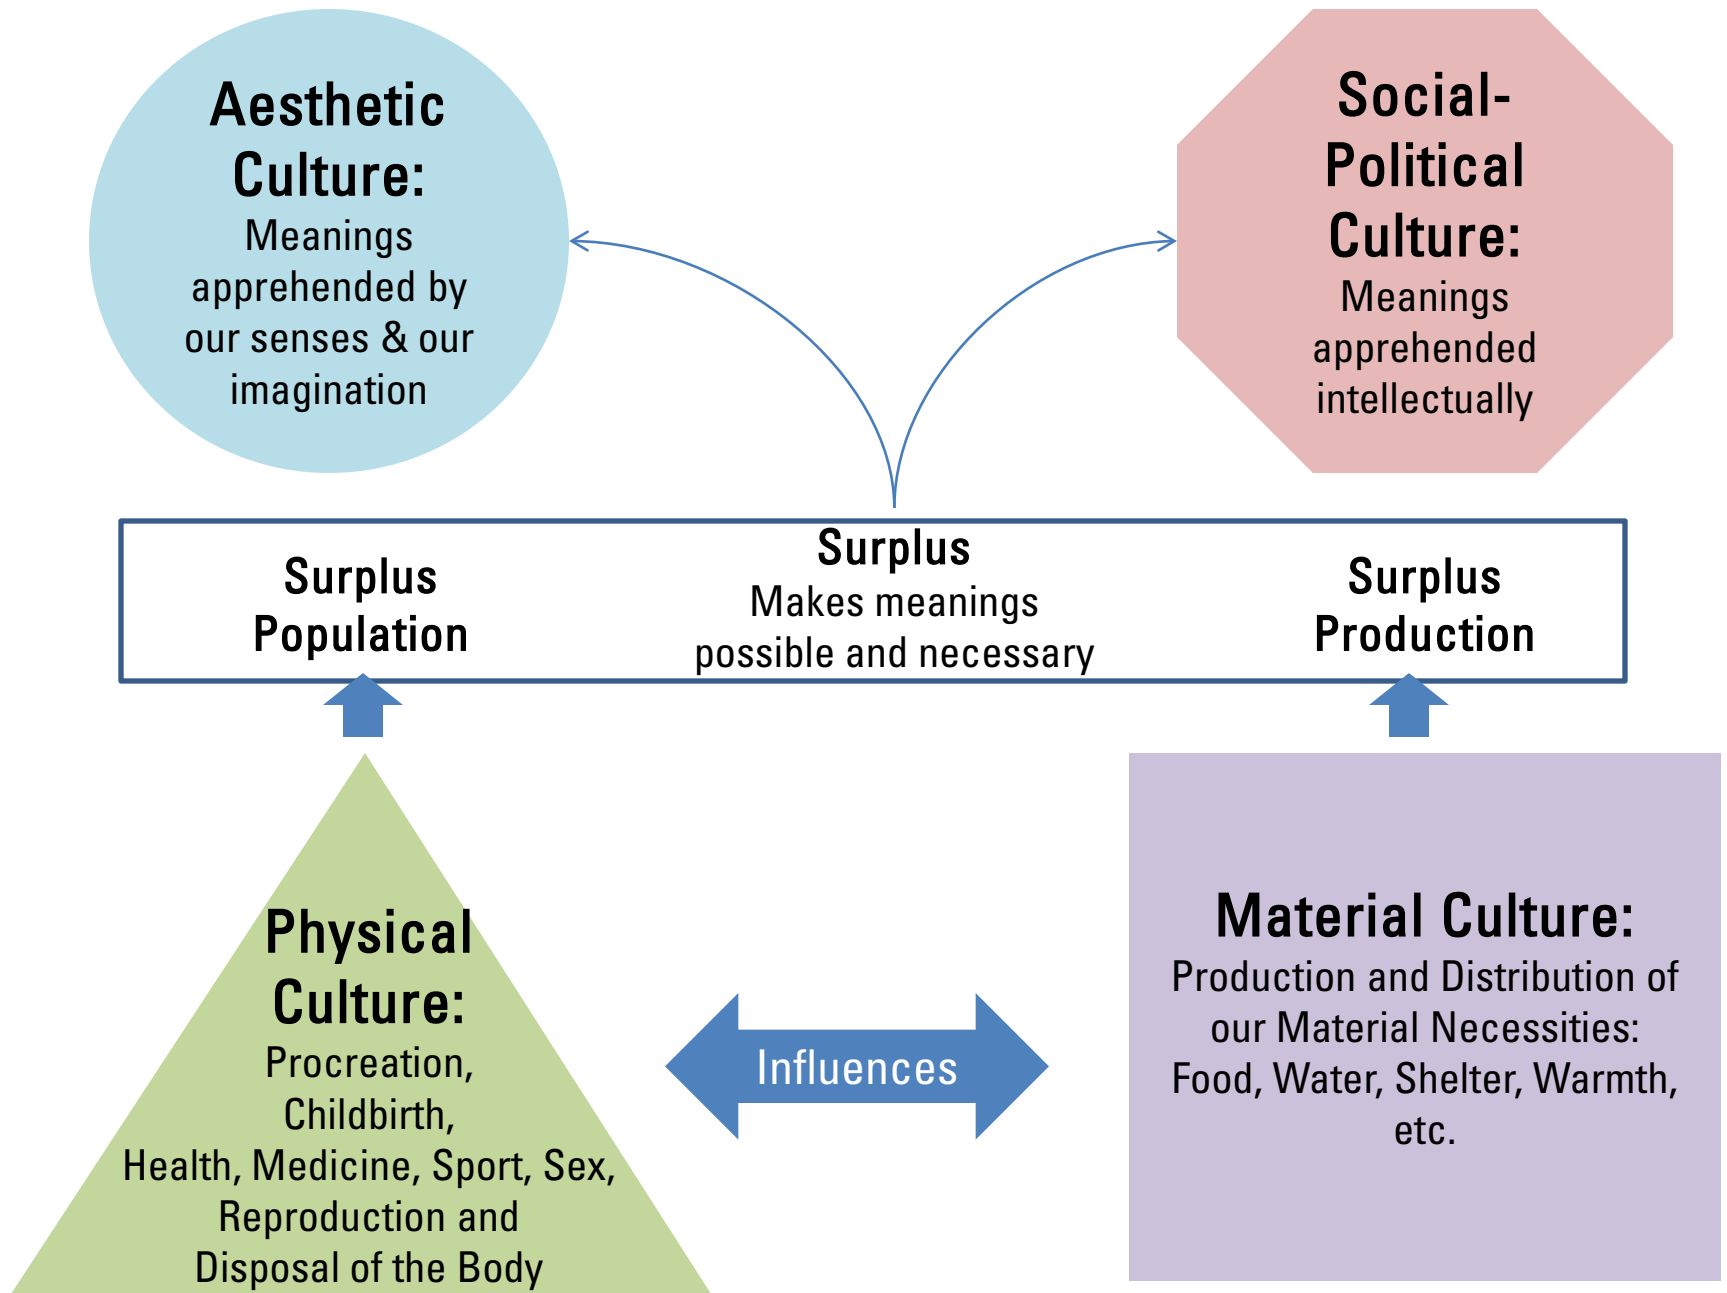 Aesthetic
Culture:
Meanings
apprehended by
our senses & our
imagination
Social-
Political
Culture:
Meanings
apprehended
intellectually
Surplus
Population
Surplus
Makes meanings
possible and necessary
Surplus
Production
Physical
Culture:
Procreation,
Childbirth,
Health, Medicine, Sport, Sex,
Reproduction and
Disposal of the Body
Influences
Material Culture:
Production and Distribution of
our Material Necessities:
Food, Water, Shelter, Warmth,
etc.